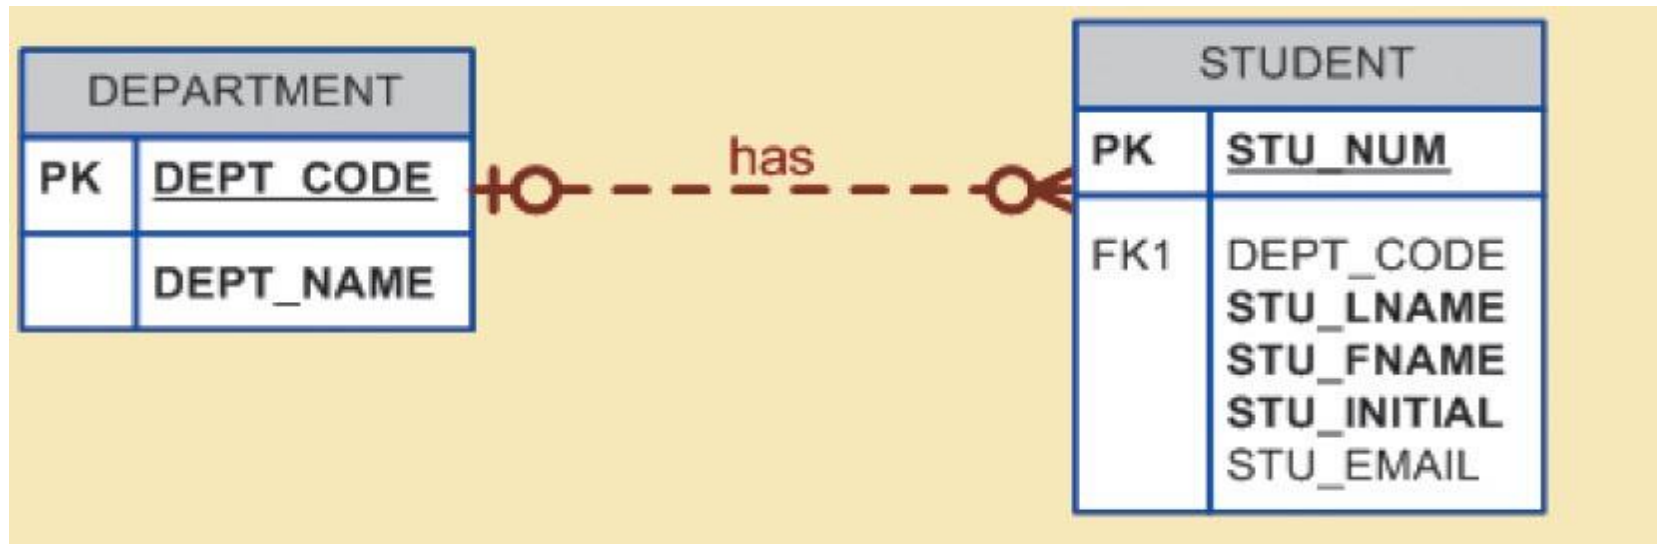 DEPARTMENT
PK DEPT_CODE
DEPT_NAME
has
STUDENT
PK STU_NUM
FK1 DEPT_CODE
STU_LNAME
STU_FNAME
STU_INITIAL
STU_EMAIL